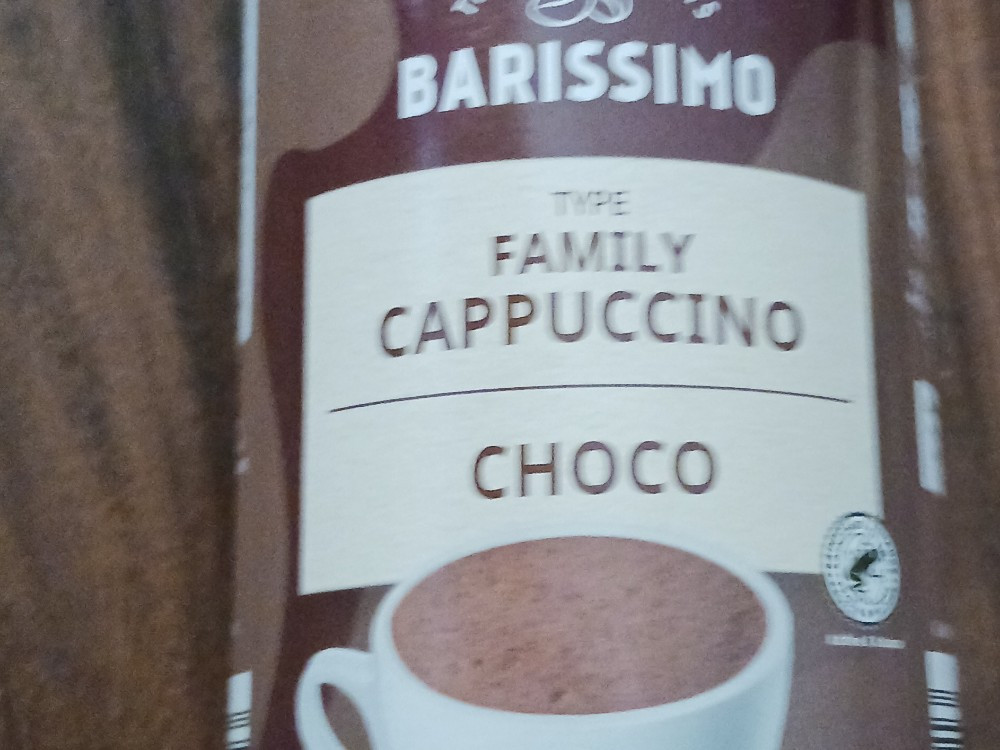 BARISSIMO
TYPE
FAMILY
CAPPUCCINO
CHOCO